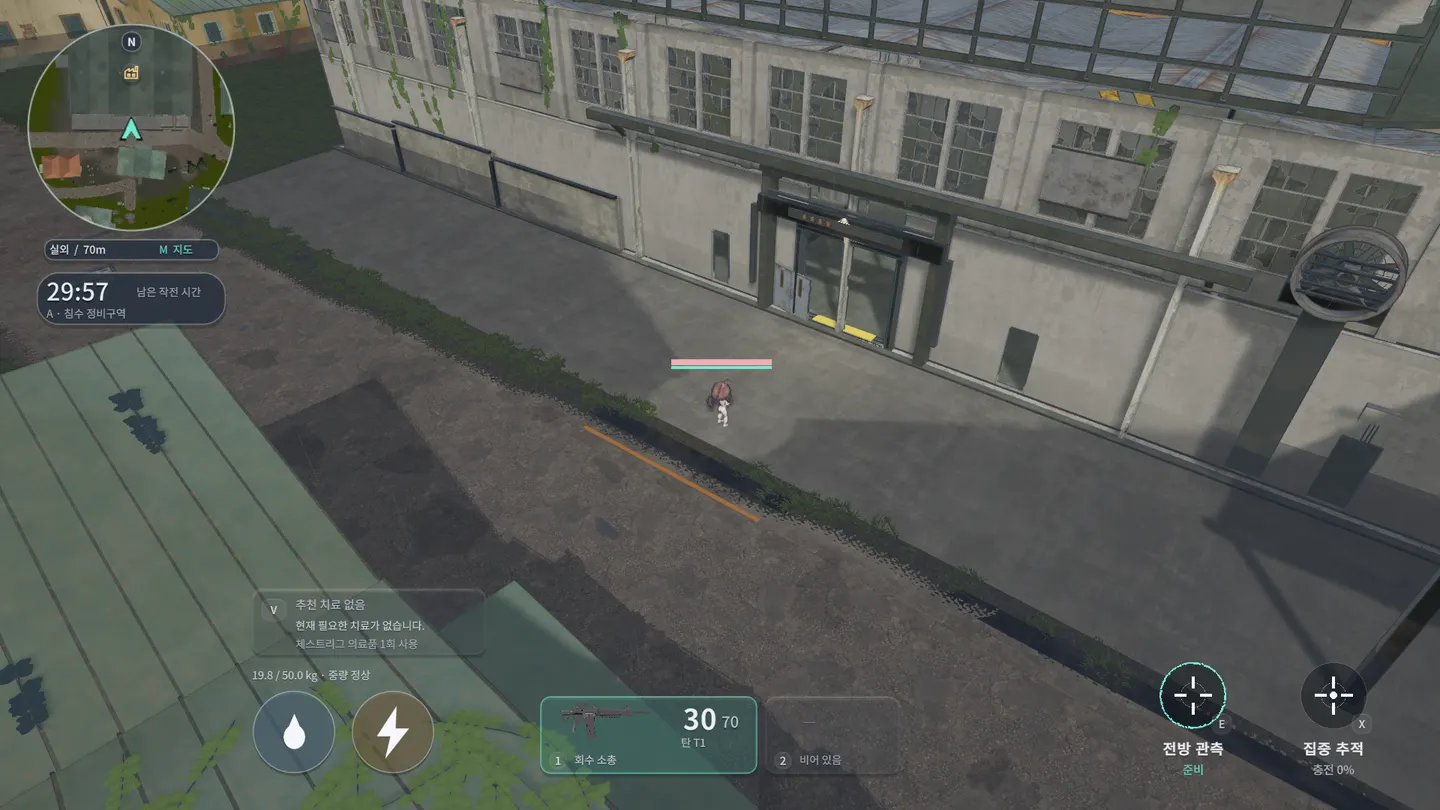 N
실외 / 70m
M 지도
29:57
남은 작전 시간
A · 침수 정비구역
V
추천 치료 없음
현재 필요한 치료가 없습니다.
체스트리그 의료품 1회 사용
19.8 / 50.0 kg · 중량 정상
30 70
탄 T1
1 회수 소총
2 비어 있음
E
전방 관측
준비
X
집중 추적
충전 0%